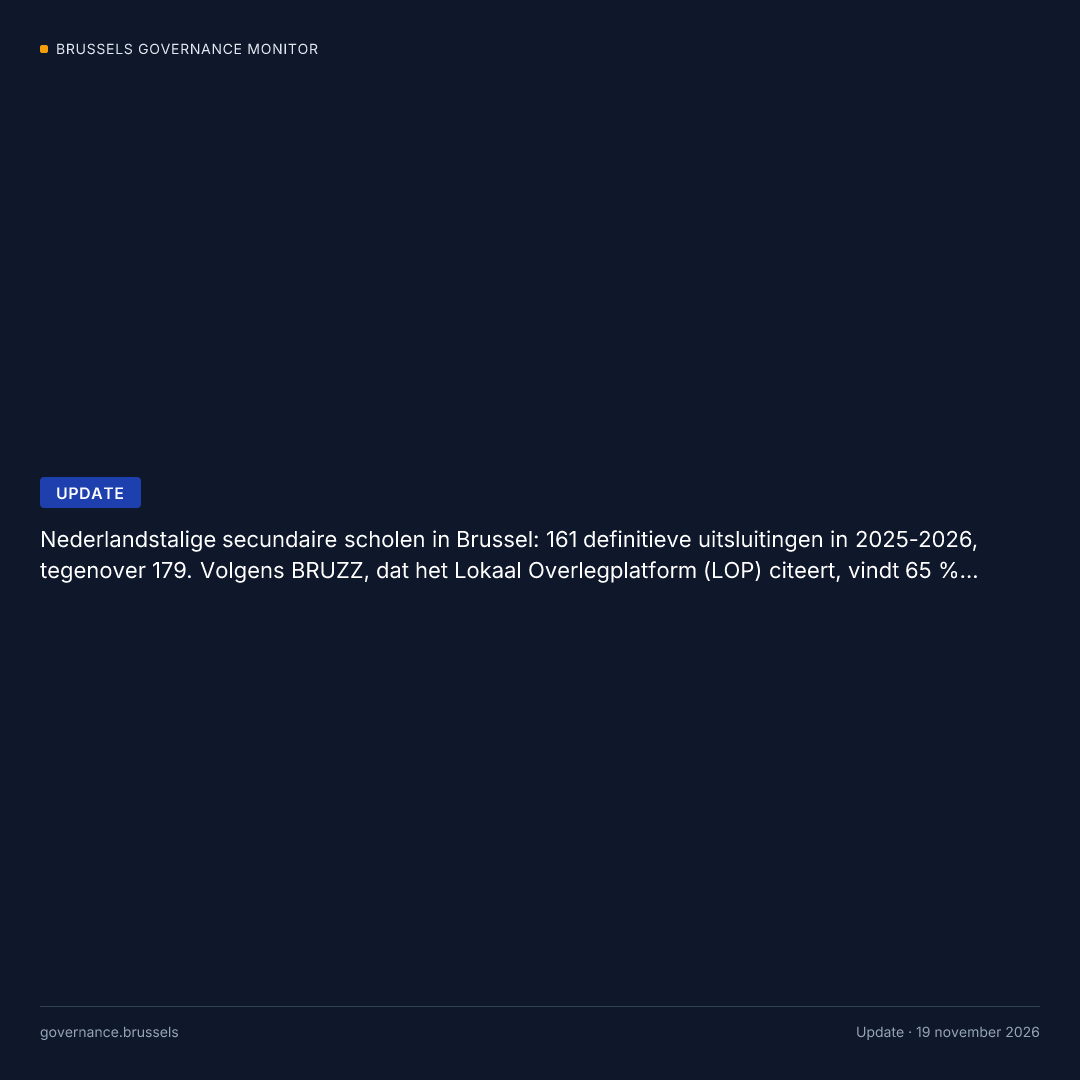 BRUSSELS GOVERNANCE MONITOR
UPDATE
Nederlandstalige secundaire scholen in Brussel: 161 definitieve uitsluitingen in 2025-2026,
tegenover 179. Volgens BRUZZ, dat het Lokaal Overlegplatform (LOP) citeert, vindt 65 %...
governance.brussels
Update · 19 november 2026